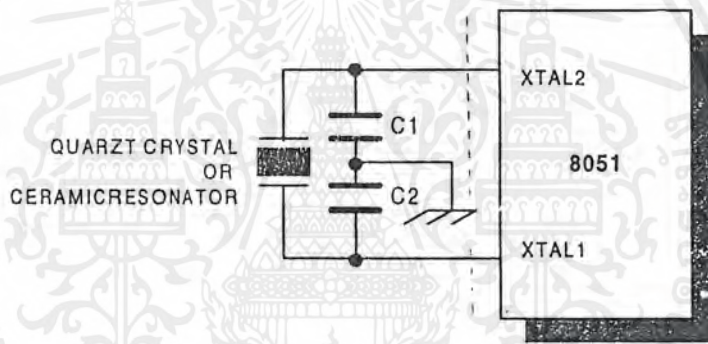 XTAL2
C1
QUARZT CRYSTAL
OR
CERAMICRESONATOR
8051
C2
XTAL1